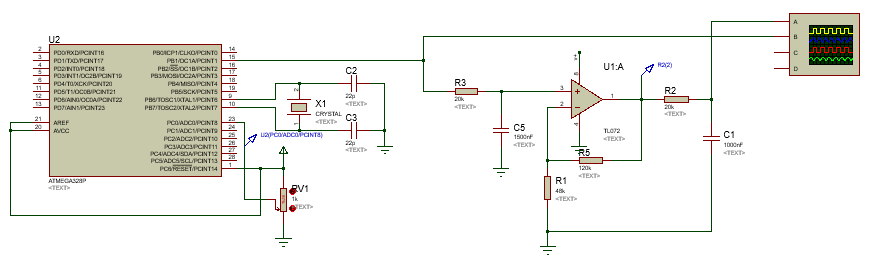 U2
2 PD0/RXD/PCINT16 PB0/ICP1/CLKO/PCINT0 14
3 PD1/TXD/PCINT17 PB1/OC1A/PCINT1 15
4 PD2/INT0/PCINT18 PB2/SS/OC1B/PCINT2 16
5 PD3/INT1/OC2B/PCINT19 PB3/MOSI/OC2A/PCINT3 17
6 PD4/T0/XCK/PCINT20 PB4/MISO/PCINT4 18
11 PD5/T1/OC0B/PCINT21 PB5/SCK/PCINT5 19
12 PD6/AIN0/OC0A/PCINT22 PB6/TOSC1/XTAL1/PCINT6 9
13 PD7/AIN1/PCINT23 PB7/TOSC2/XTAL2/PCINT7 10
21 AREF PC0/ADC0/PCINT8 23
20 AVCC PC1/ADC1/PCINT9 24
PC2/ADC2/PCINT10 25
PC3/ADC3/PCINT11 26
PC4/ADC4/SDA/PCINT12 27
PC5/ADC5/SCL/PCINT13 28
PC6/RESET/PCINT14 1
ATMEGA328P
<TEXT>
C2
22p
<TEXT>
X1
CRYSTAL
<TEXT>
2
1
C3
22p
<TEXT>
U2(PC0/ADC0/PCINT8)
RV1
1k
<TEXT>
R3
20k
<TEXT>
C5
1500nF
<TEXT>
U1:A
3
2
1
8
4
TL072
<TEXT>
R5
120k
<TEXT>
R1
48k
<TEXT>
R2(2)
R2
20k
<TEXT>
C1
1000nF
<TEXT>
A
B
C
D